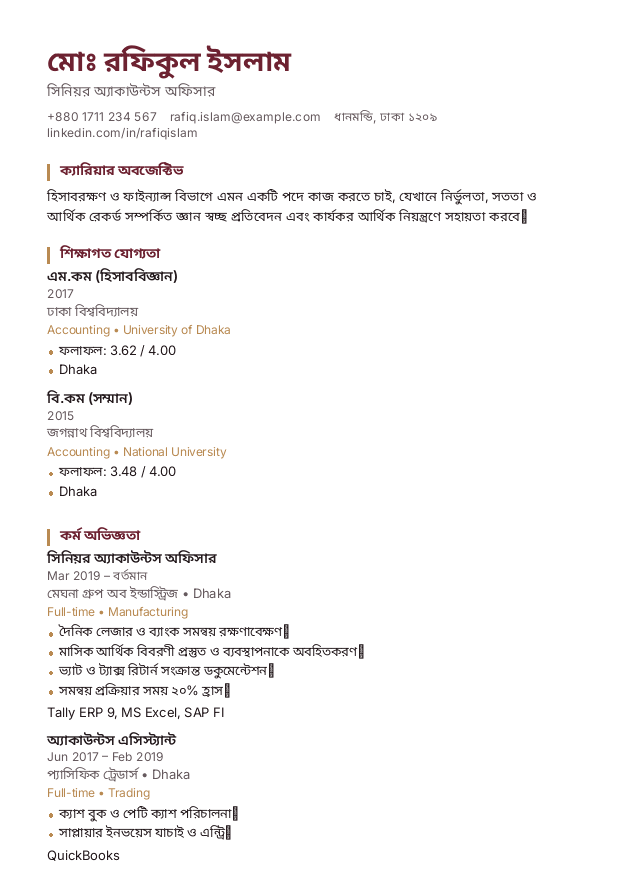 মোঃ রফিকুল ইসলাম
সিনিয়র অ্যাকাউন্টস অফিসার
+880 1711 234 567 rafiq.islam@example.com ধানমন্ডি, ঢাকা ১২০৯
linkedin.com/in/rafiqislam
ক্যারিয়ার অবজেক্টিভ
হিসাবরক্ষণ ও ফাইন্যান্স বিভাগে এমন একটি পদে কাজ করতে চাই, যেখানে নির্ভুলতা, সততা ও
আর্থিক রেকর্ড সম্পর্কিত জ্ঞান স্বচ্ছ প্রতিবেদন এবং কার্যকর আর্থিক নিয়ন্ত্রণে সহায়তা করবে
শিক্ষাগত যোগ্যতা
এম.কম (হিসাববিজ্ঞান)
2017
ঢাকা বিশ্ববিদ্যালয়
Accounting • University of Dhaka
• ফলাফল: 3.62 / 4.00
• Dhaka
বি.কম (সম্মান)
2015
জগন্নাথ বিশ্ববিদ্যালয়
Accounting • National University
• ফলাফল: 3.48 / 4.00
• Dhaka
কর্ম অভিজ্ঞতা
সিনিয়র অ্যাকাউন্টস অফিসার
Mar 2019 – বর্তমান
মেঘনা গ্রুপ অব ইন্ডাস্ট্রিজ • Dhaka
Full-time • Manufacturing
• দৈনিক লেজার ও ব্যাংক সমন্বয় রক্ষণাবেক্ষণ
• মাসিক আর্থিক বিবরণী প্রস্তুত ও ব্যবস্থাপনাকে অবহিতকরণ
• ভ্যাট ও ট্যাক্স রিটার্ন সংক্রান্ত ডকুমেন্টেশন
• সমন্বয় প্রক্রিয়ার সময় ২০% হ্রাস
Tally ERP 9, MS Excel, SAP FI
অ্যাকাউন্টস এসিস্ট্যান্ট
Jun 2017 – Feb 2019
প্যাসিফিক ট্রেডার্স • Dhaka
Full-time • Trading
• ক্যাশ বুক ও পেটি ক্যাশ পরিচালনা
• সাপ্লায়ার ইনভয়েস যাচাই ও এন্ট্রি
QuickBooks